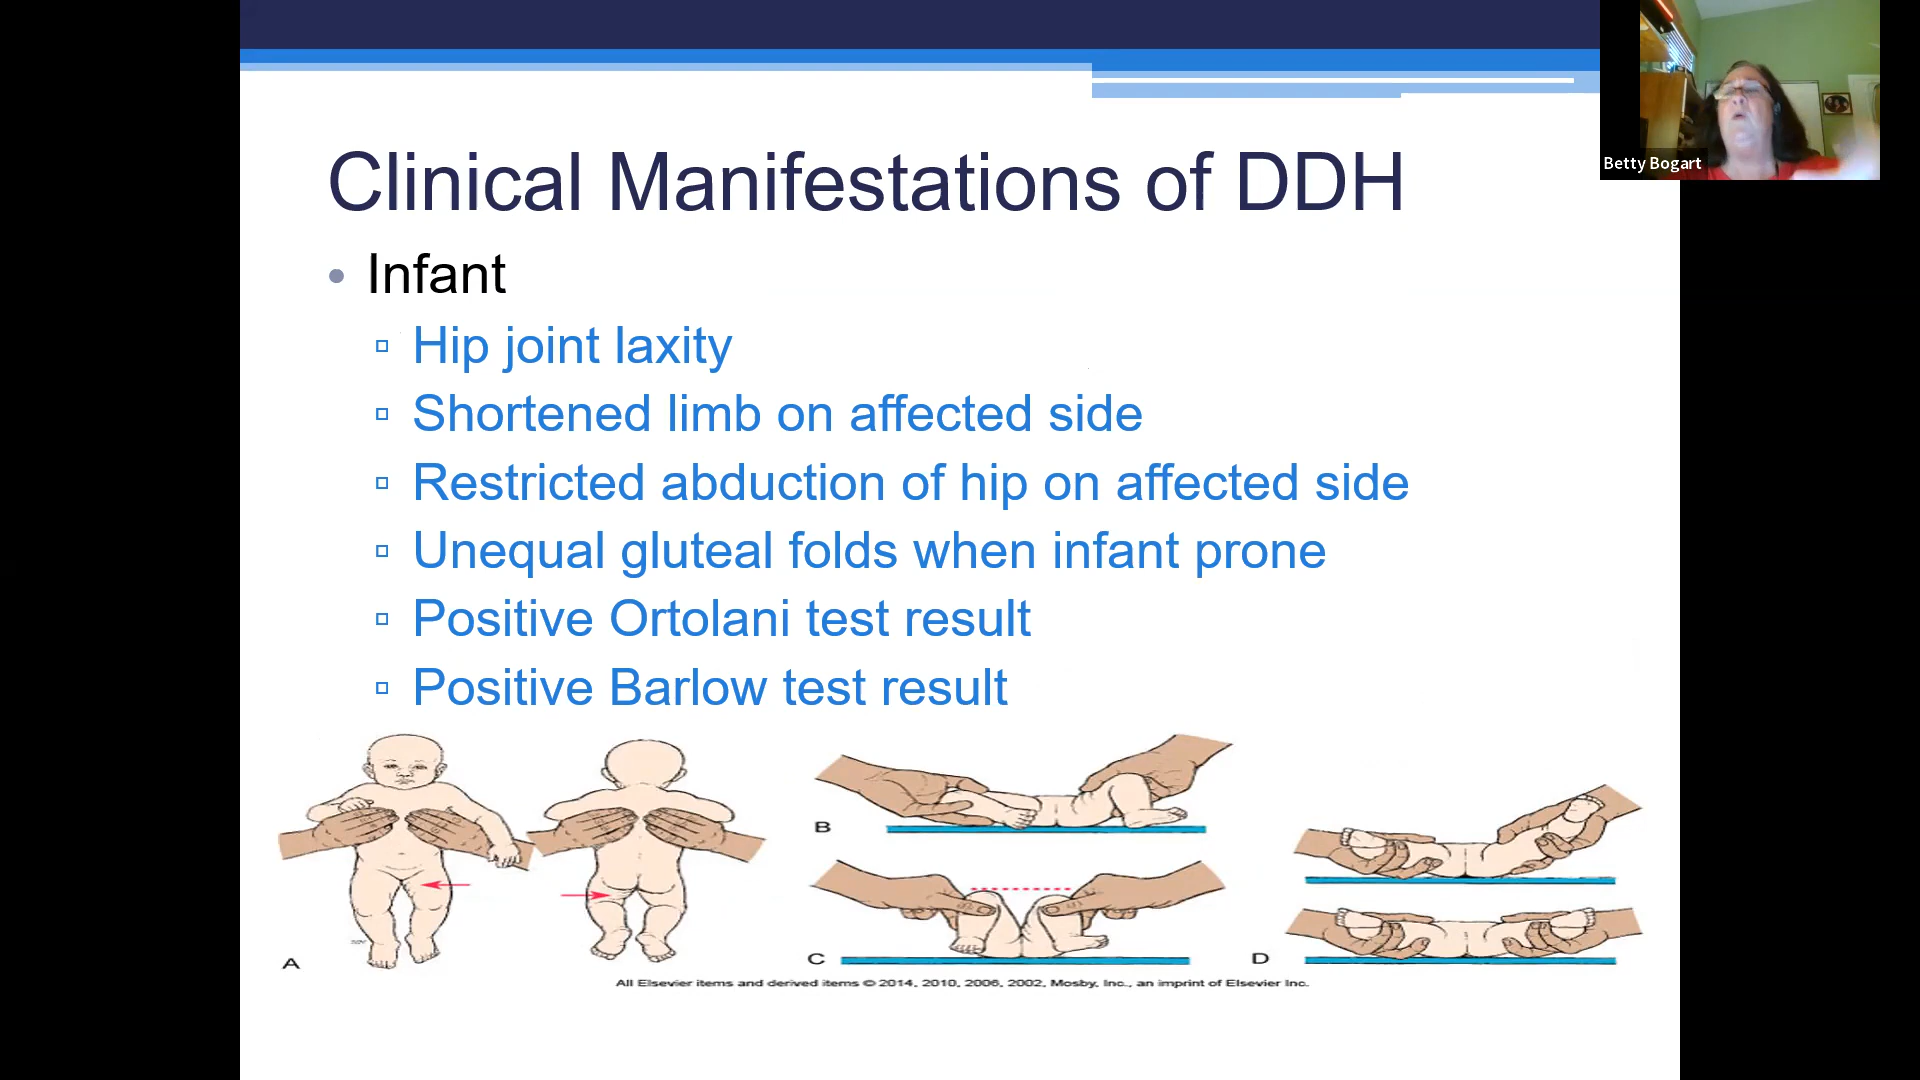 Clinical Manifestations of DDH
Betty Bogart
• Infant
▫ Hip joint laxity
▫ Shortened limb on affected side
▫ Restricted abduction of hip on affected side
▫ Unequal gluteal folds when infant prone
▫ Positive Ortolani test result
▫ Positive Barlow test result
A
B
C
D
All Elsevier items and derived items © 2014, 2010, 2006, 2002, Mosby, Inc., an imprint of Elsevier Inc.